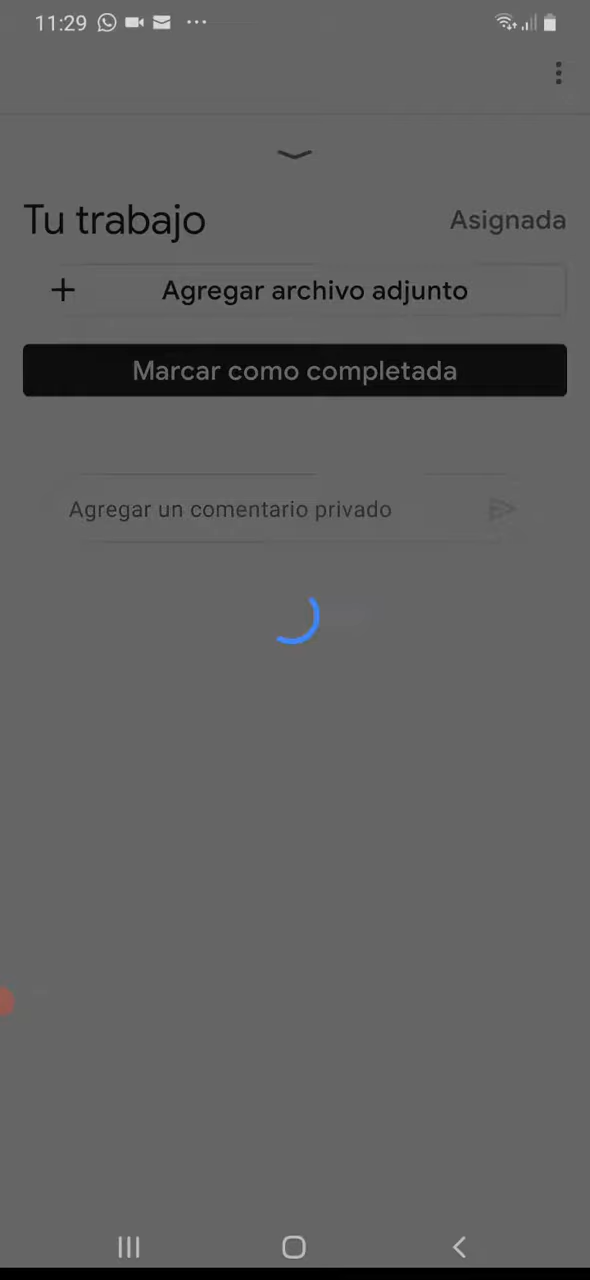 11:29
Tu trabajo
Asignada
Agregar archivo adjunto
Marcar como completada
Agregar un comentario privado